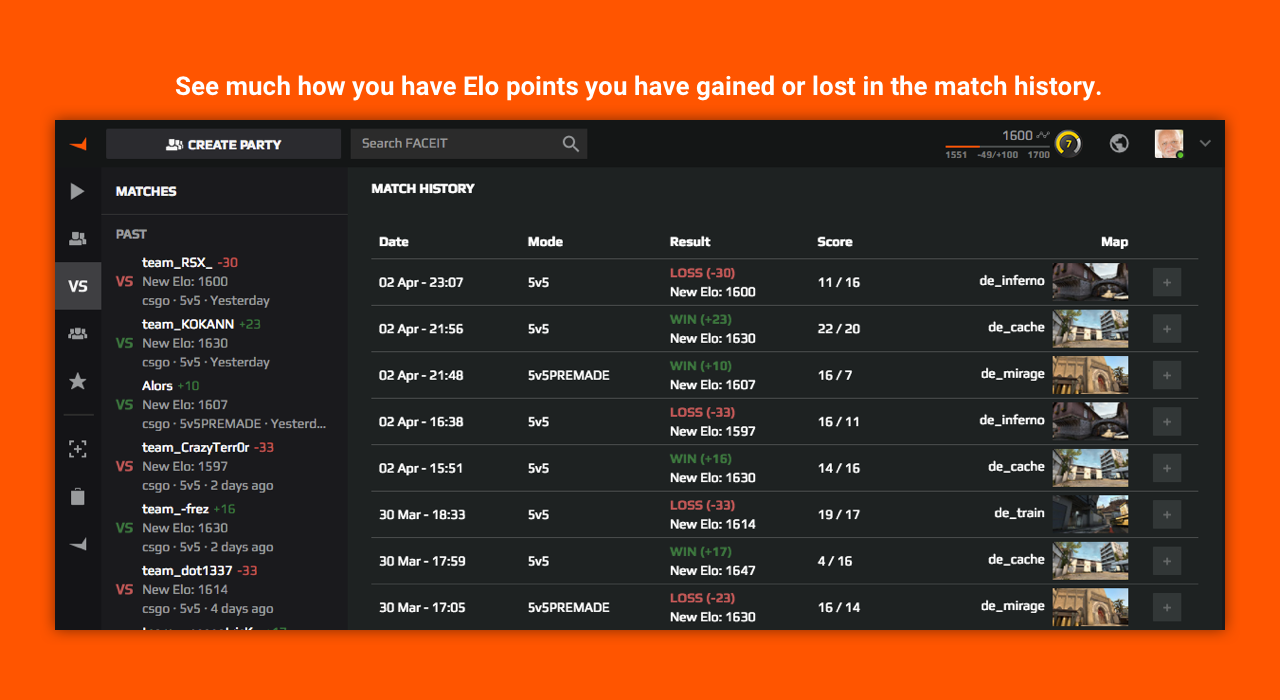 See much how you have Elo points you have gained or lost in the match history.
CREATE PARTY
Search FACEIT
1600
1551 -49/+100 1700
7
MATCHES
PAST
team_R5X_ -30
VS New Elo: 1600
csgo · 5v5 · Yesterday
team_KOKANN +23
VS New Elo: 1630
csgo · 5v5 · Yesterday
Alors +10
VS New Elo: 1607
csgo · 5v5PREMADE · Yesterd...
team_CrazyTerr0r -33
VS New Elo: 1597
csgo · 5v5 · 2 days ago
team_-frez +16
VS New Elo: 1630
csgo · 5v5 · 2 days ago
team_dot1337 -33
VS New Elo: 1614
csgo · 5v5 · 4 days ago
VS
MATCH HISTORY
Date Mode Result Score Map
02 Apr - 23:07 5v5 LOSS (-30) 11 / 16 de_inferno
New Elo: 1600
02 Apr - 21:56 5v5 WIN (+23) 22 / 20 de_cache
New Elo: 1630
02 Apr - 21:48 5v5PREMADE WIN (+10) 16 / 7 de_mirage
New Elo: 1607
02 Apr - 16:38 5v5 LOSS (-33) 16 / 11 de_inferno
New Elo: 1597
02 Apr - 15:51 5v5 WIN (+16) 14 / 16 de_cache
New Elo: 1630
30 Mar - 18:33 5v5 LOSS (-33) 19 / 17 de_train
New Elo: 1614
30 Mar - 17:59 5v5 WIN (+17) 4 / 16 de_cache
New Elo: 1647
30 Mar - 17:05 5v5PREMADE LOSS (-23) 16 / 14 de_mirage
New Elo: 1630